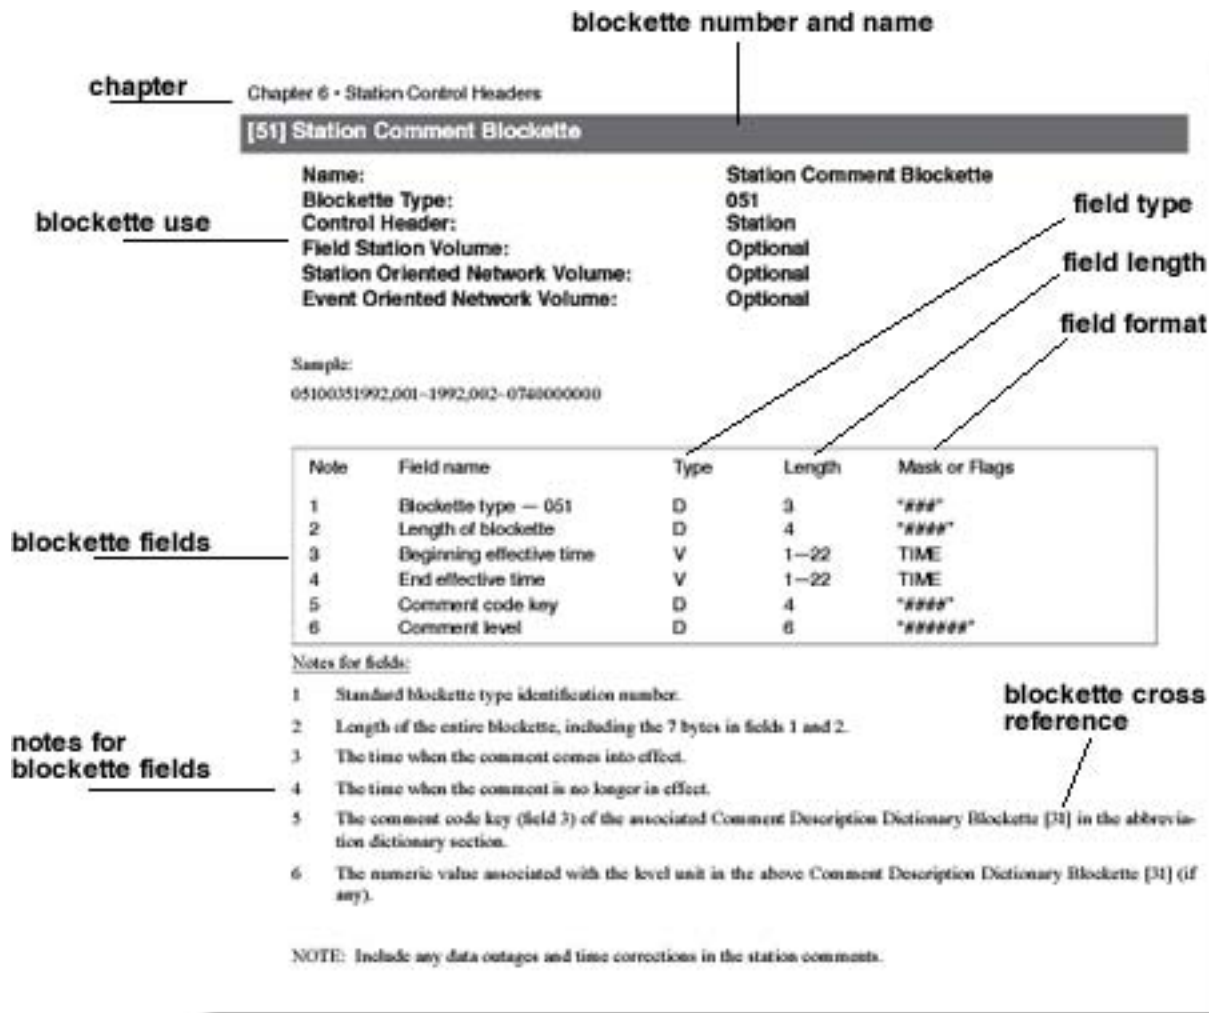 blockette number and name
chapter
Chapter 6 • Station Control Headers
[51] Station Comment Blockette
Name: Station Comment Blockette
Blockette Type: 051
Control Header: Station
Field Station Volume: Optional
Station Oriented Network Volume: Optional
Event Oriented Network Volume: Optional
blockette use
field type
field length
field format
Sample:
05100351992,001~1992,002~0740000000
Note Field name Type Length Mask or Flags
1 Blockette type — 051 D 3 "###"
2 Length of blockette D 4 "####"
3 Beginning effective time V 1—22 TIME
4 End effective time V 1—22 TIME
5 Comment code key D 4 "####"
6 Comment level D 6 "######"
blockette fields
Notes for fields:
1 Standard blockette type identification number.
2 Length of the entire blockette, including the 7 bytes in fields 1 and 2.
3 The time when the comment comes into effect.
4 The time when the comment is no longer in effect.
5 The comment code key (field 3) of the associated Comment Description Dictionary Blockette [31] in the abbrevia-
tion dictionary section.
6 The numeric value associated with the level unit in the above Comment Description Dictionary Blockette [31] (if
any).
notes for
blockette fields
blockette cross
reference
NOTE: Include any data outages and time corrections in the station comments.